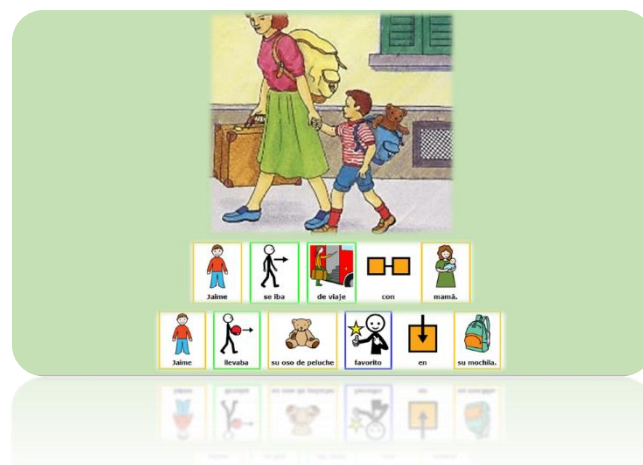 Jaime se iba de viaje con mamá.
Jaime llevaba su oso de peluche favorito en su mochila.